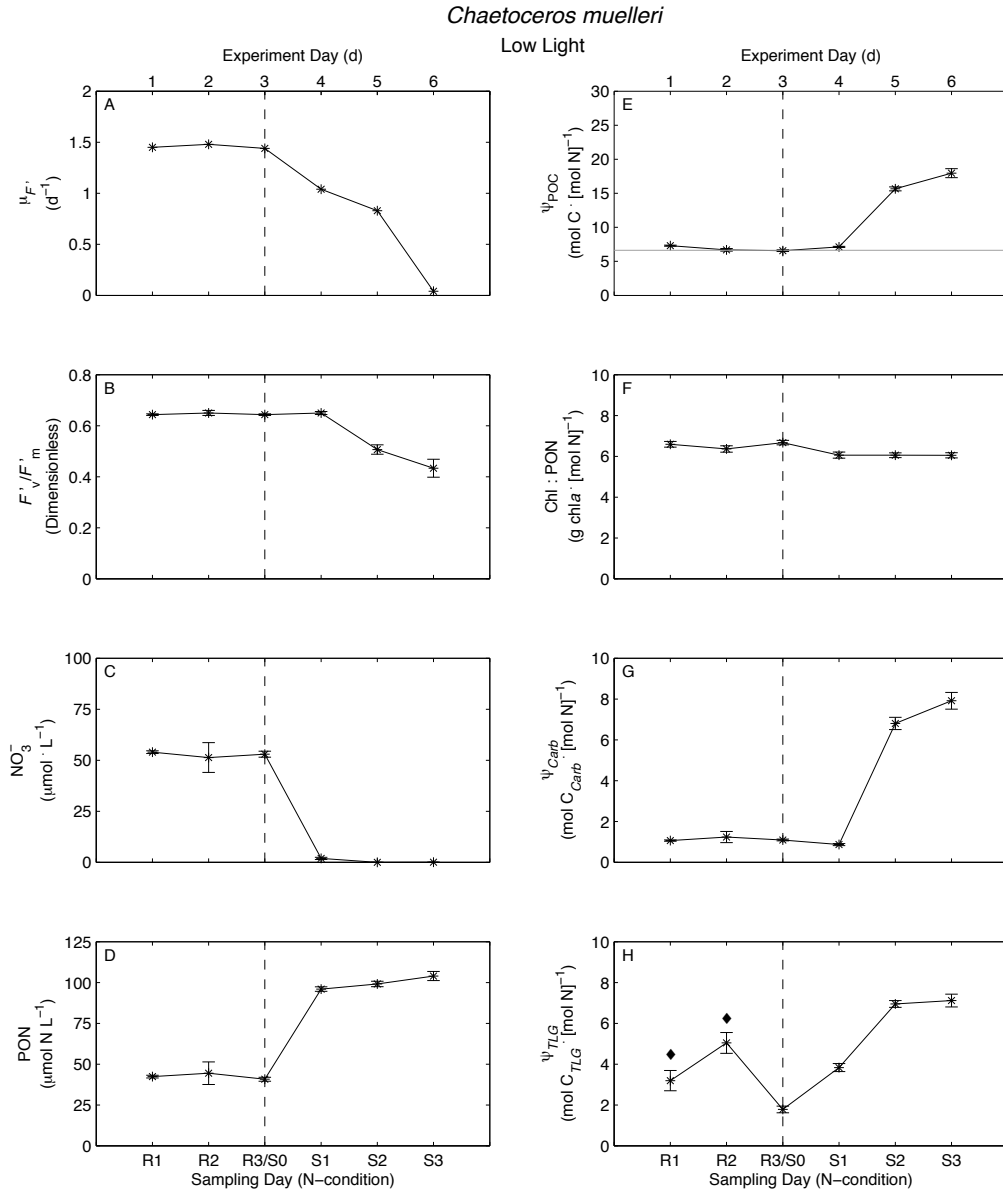 Chaetoceros muelleri
Low Light
Experiment Day (d)
1 2 3 4 5 6
A
2
1.5
1
0.5
0
μF'
(d−1)
B
0.8
0.6
0.4
0.2
0
F'v/F'm
(Dimensionless)
C
100
75
50
25
0
NO3−
(μmol · L−1)
D
125
100
75
50
25
0
PON
(μmol N L−1)
R1 R2 R3/S0 S1 S2 S3
Sampling Day (N-condition)
Experiment Day (d)
1 2 3 4 5 6
E
30
25
20
15
10
5
0
ψPOC
(mol C · [mol N]−1)
F
10
8
6
4
2
0
Chl : PON
(g chla · [mol N]−1)
G
10
8
6
4
2
0
ψCarb
(mol CCarb · [mol N]−1)
H
10
8
6
4
2
0
ψTLG
(mol CTLG · [mol N]−1)
R1 R2 R3/S0 S1 S2 S3
Sampling Day (N-condition)